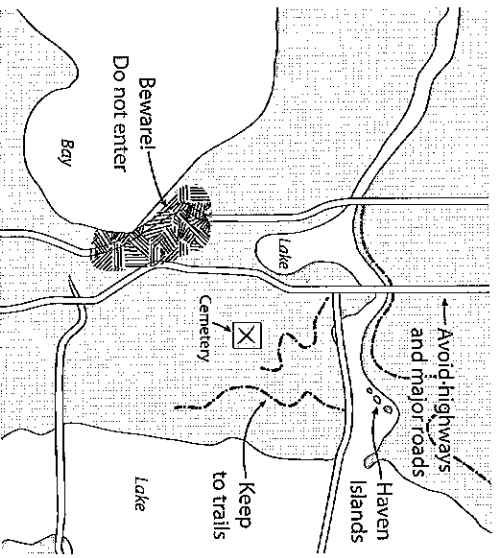 Avoid highways
and major roads
Haven
Islands
Lake
Cemetery
Keep
to trails
Lake
Beware!
Do not enter
Bay